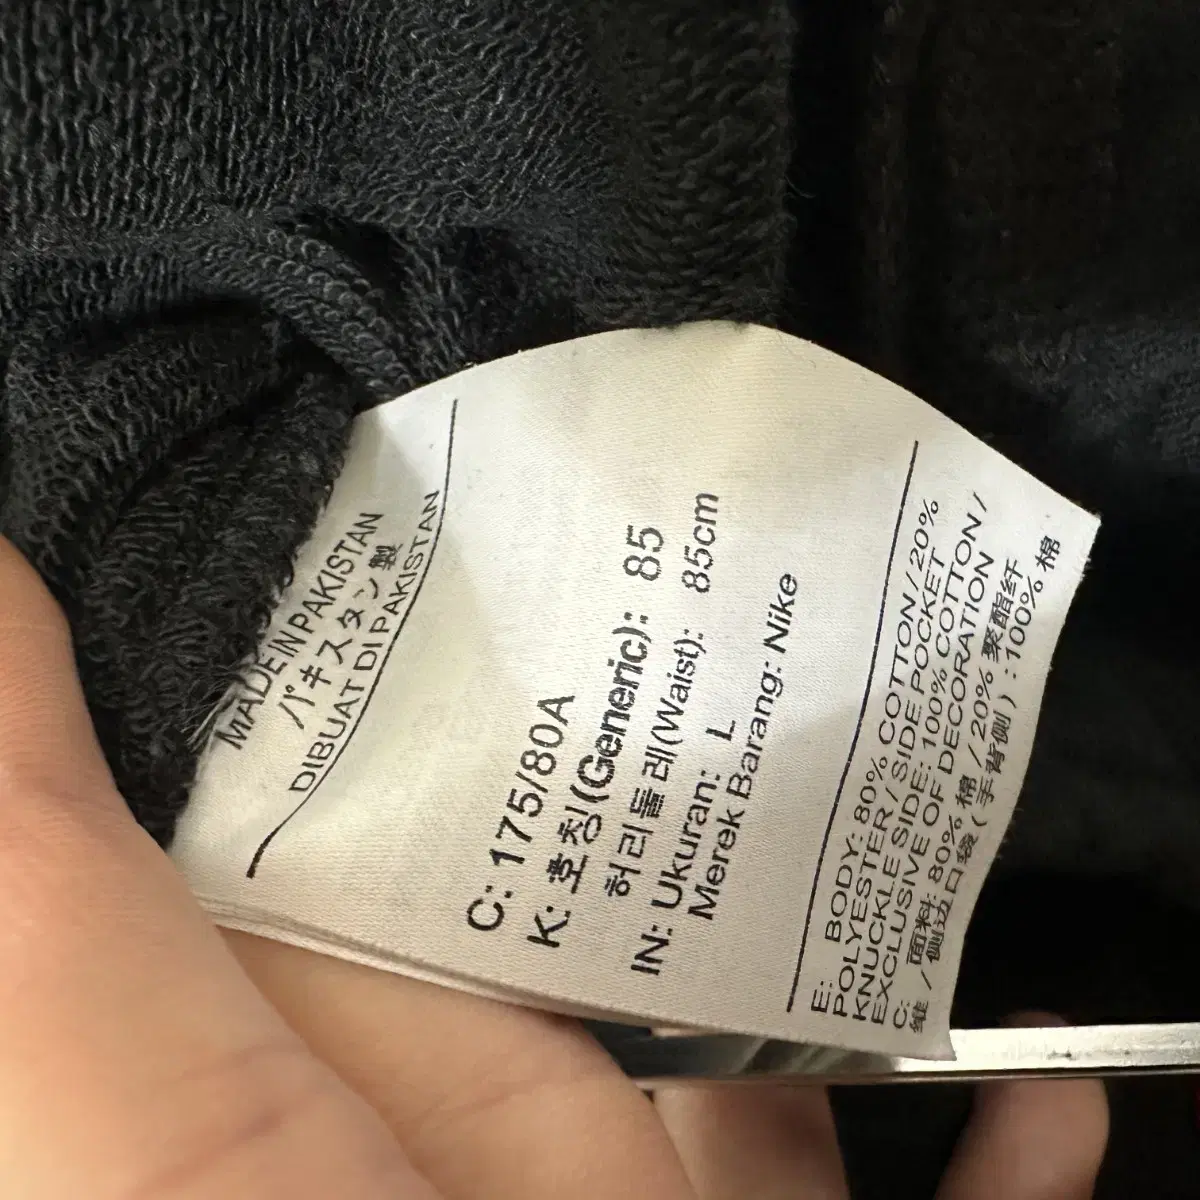 MADE IN PAKISTAN
パキスタン製
DIBUAT DI PAKISTAN
C: 175/80A
K: 호칭(Generic): 85
허리둘레(Waist): 85cm
IN: Ukuran: L
Merek Barang: Nike
E: BODY: 80% COTTON/20%
POLYESTER/SIDE POCKET
KNUCKLE SIDE: 100% COTTON/
EXCLUSIVE OF DECORATION
C: 面料: 80% 棉/20% 聚酯纤
维/侧边口袋(手背侧): 100% 棉